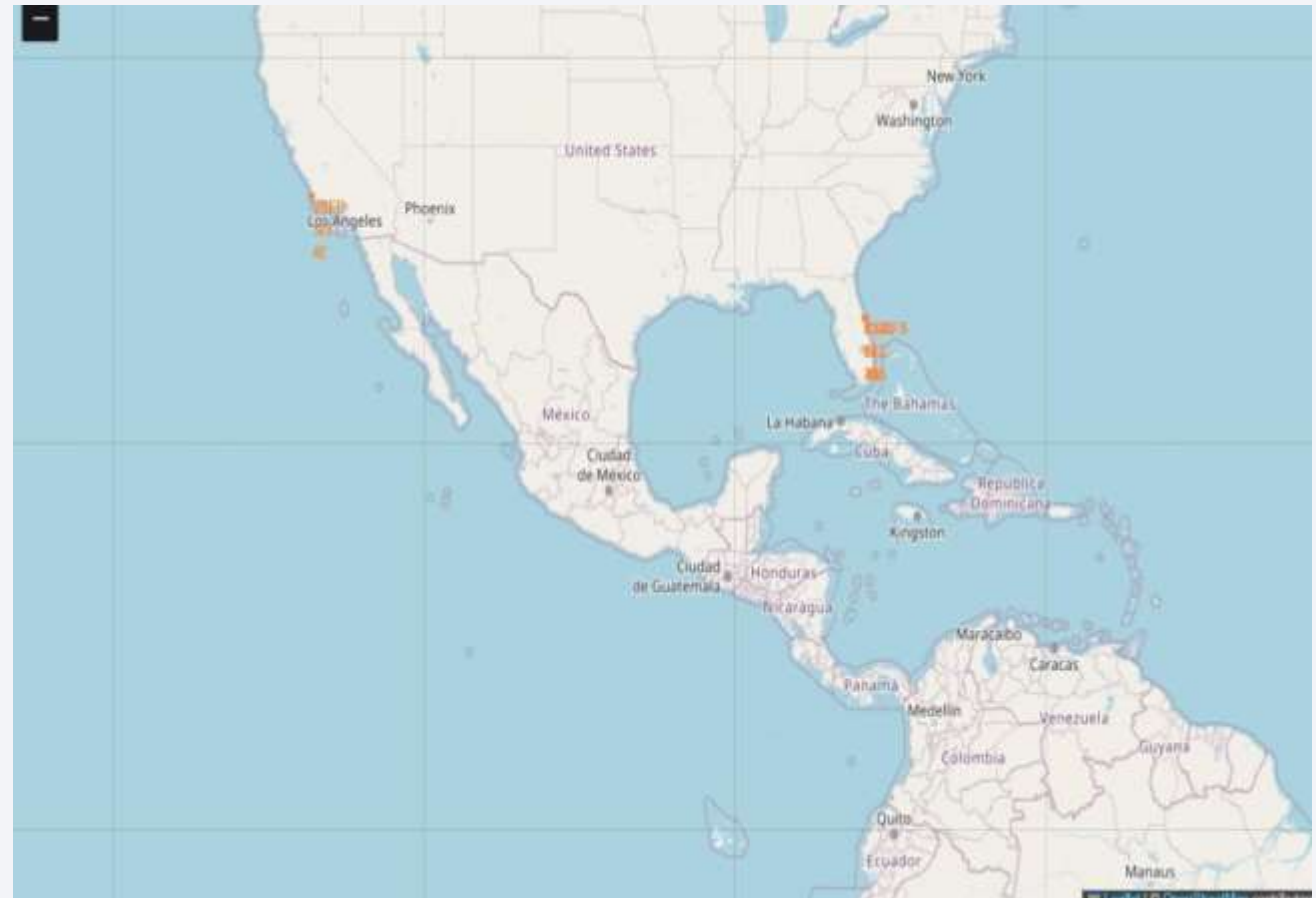 New York
Washington
United States
Los Angeles
Phoenix
The Bahamas
La Habana
México
Cuba
Ciudad
de México
República
Dominicana
Kingston
Ciudad
de Guatemala
Honduras
Nicaragua
Maracaibo
Caracas
Panamá
Medellín
Venezuela
Guyana
Colombia
Quito
Ecuador
Manaus